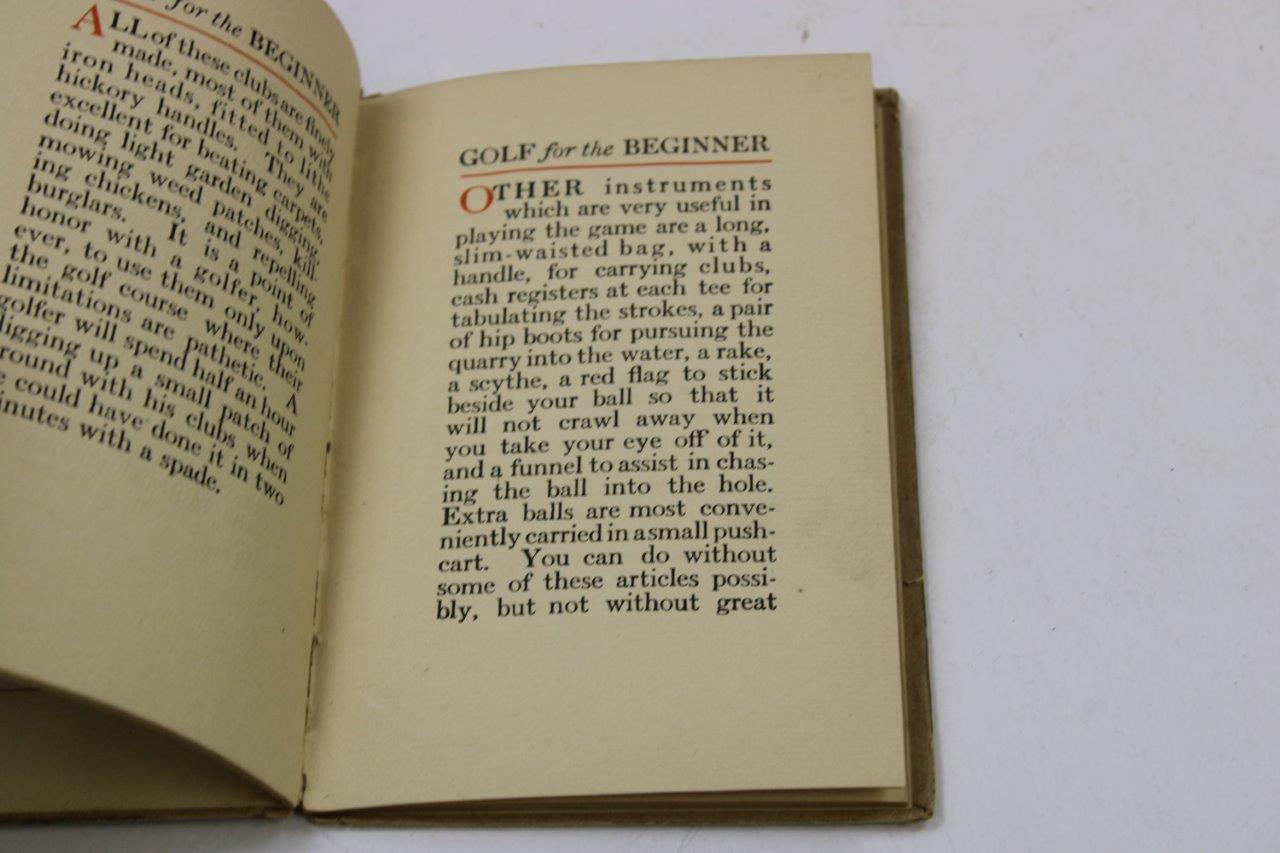 for the BEGINNER
ALL of these clubs are finely
made, most of them with
iron heads, fitted to lithe
hickory handles. They are
excellent for beating carpets,
doing light garden digging,
mowing weed patches, kill-
ing chickens, and repelling
burglars. It is a point of
honor with a golfer, how-
ever, to use them only upon
the golf course where their
limitations are pathetic. A
golfer will spend half an hour
digging up a small patch of
round with his clubs when
e could have done it in two
inutes with a spade.
GOLF for the BEGINNER
OTHER instruments
which are very useful in
playing the game are a long,
slim-waisted bag, with a
handle, for carrying clubs,
cash registers at each tee for
tabulating the strokes, a pair
of hip boots for pursuing the
quarry into the water, a rake,
a scythe, a red flag to stick
beside your ball so that it
will not crawl away when
you take your eye off of it,
and a funnel to assist in chas-
ing the ball into the hole.
Extra balls are most conve-
niently carried in a small push-
cart. You can do without
some of these articles possi-
bly, but not without great